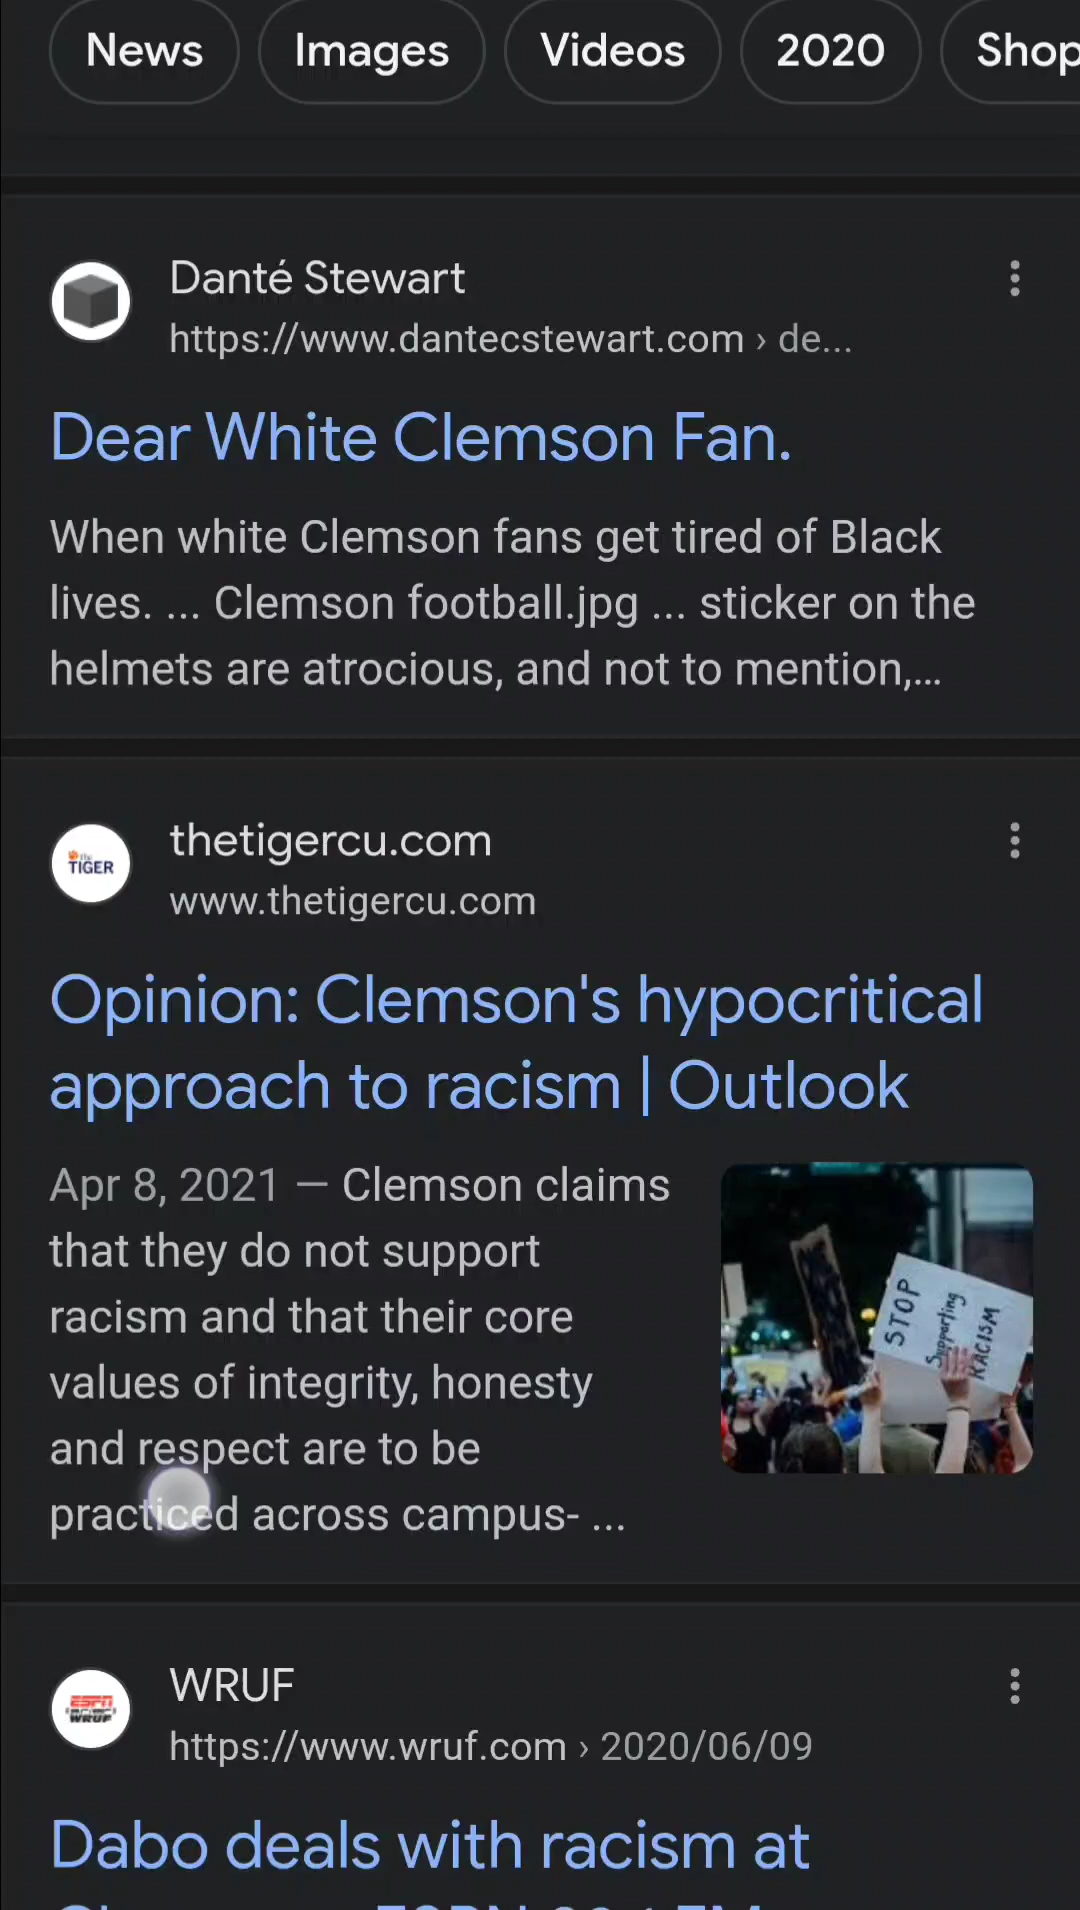 News Images Videos 2020 Shop
Danté Stewart
https://www.dantecstewart.com › de...
Dear White Clemson Fan.
When white Clemson fans get tired of Black
lives. ... Clemson football.jpg ... sticker on the
helmets are atrocious, and not to mention,...
The
TIGER
thetigercu.com
www.thetigercu.com
Opinion: Clemson's hypocritical
approach to racism | Outlook
Apr 8, 2021 — Clemson claims
that they do not support
racism and that their core
values of integrity, honesty
and respect are to be
practiced across campus- ...
STOP
Supporting
RACISM
ESPN
WRUF
WRUF
https://www.wruf.com › 2020/06/09
Dabo deals with racism at